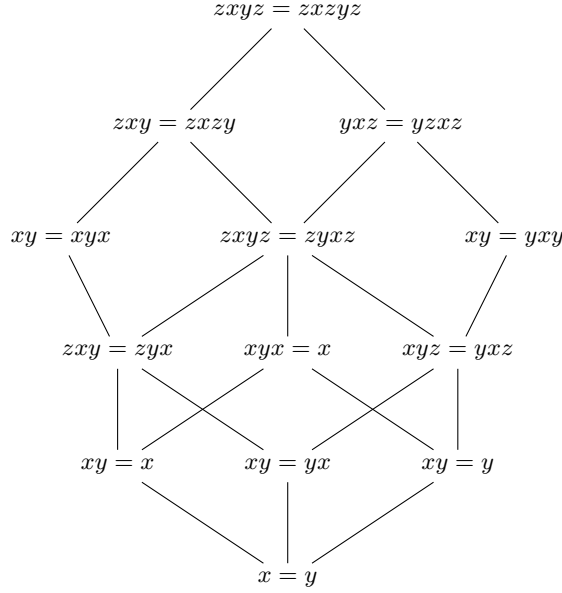 zxyz = zxzyz
zxy = zxzy yxz = yzxz
xy = xyx zxyz = zyxz xy = yxy
zxy = zyx xyx = x xyz = yxz
xy = x xy = yx xy = y
x = y